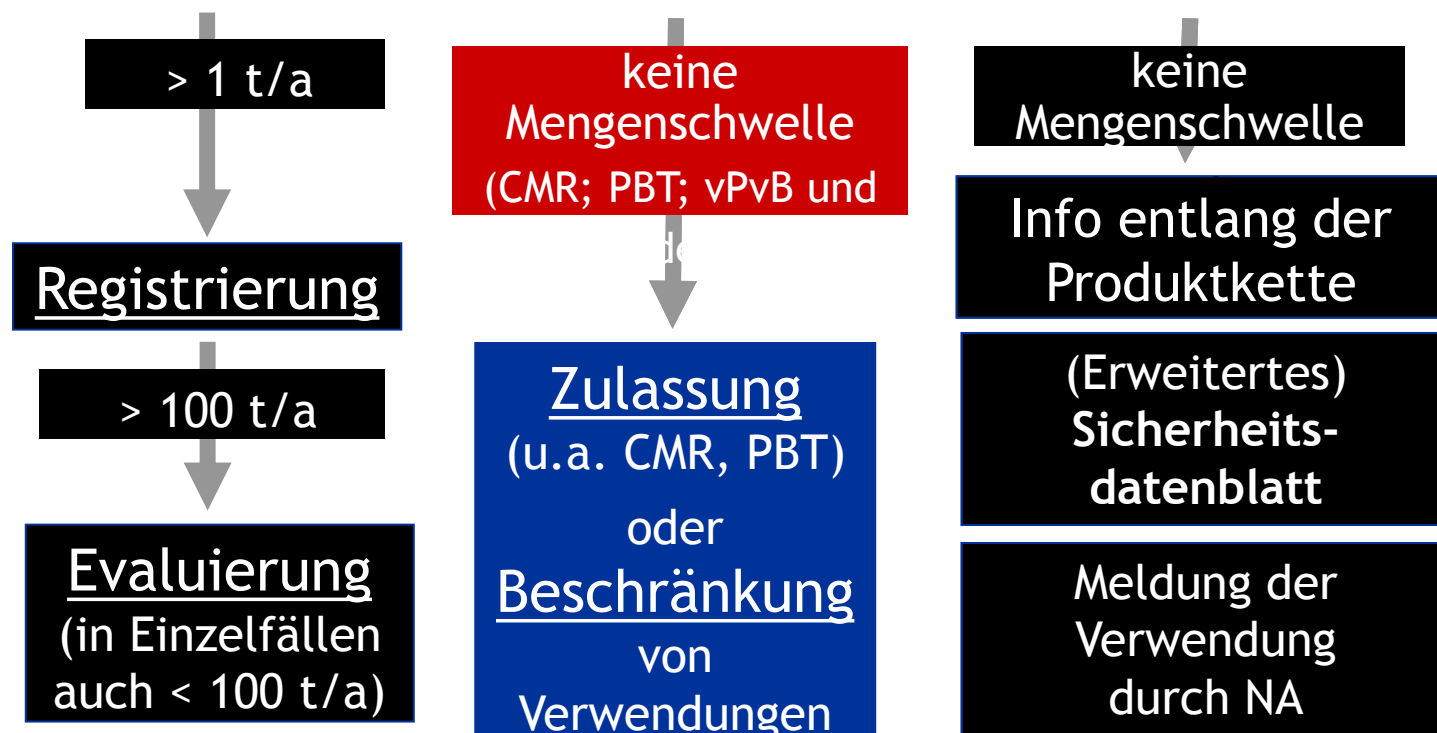 > 1 t/a
Registrierung
> 100 t/a
Evaluierung
(in Einzelfällen
auch < 100 t/a)
keine
Mengenschwelle
(CMR; PBT; vPvB und
Zulassung
(u.a. CMR, PBT)
oder
Beschränkung
von
Verwendungen
keine
Mengenschwelle
Info entlang der
Produktkette
(Erweitertes)
Sicherheits-
datenblatt
Meldung der
Verwendung
durch NA